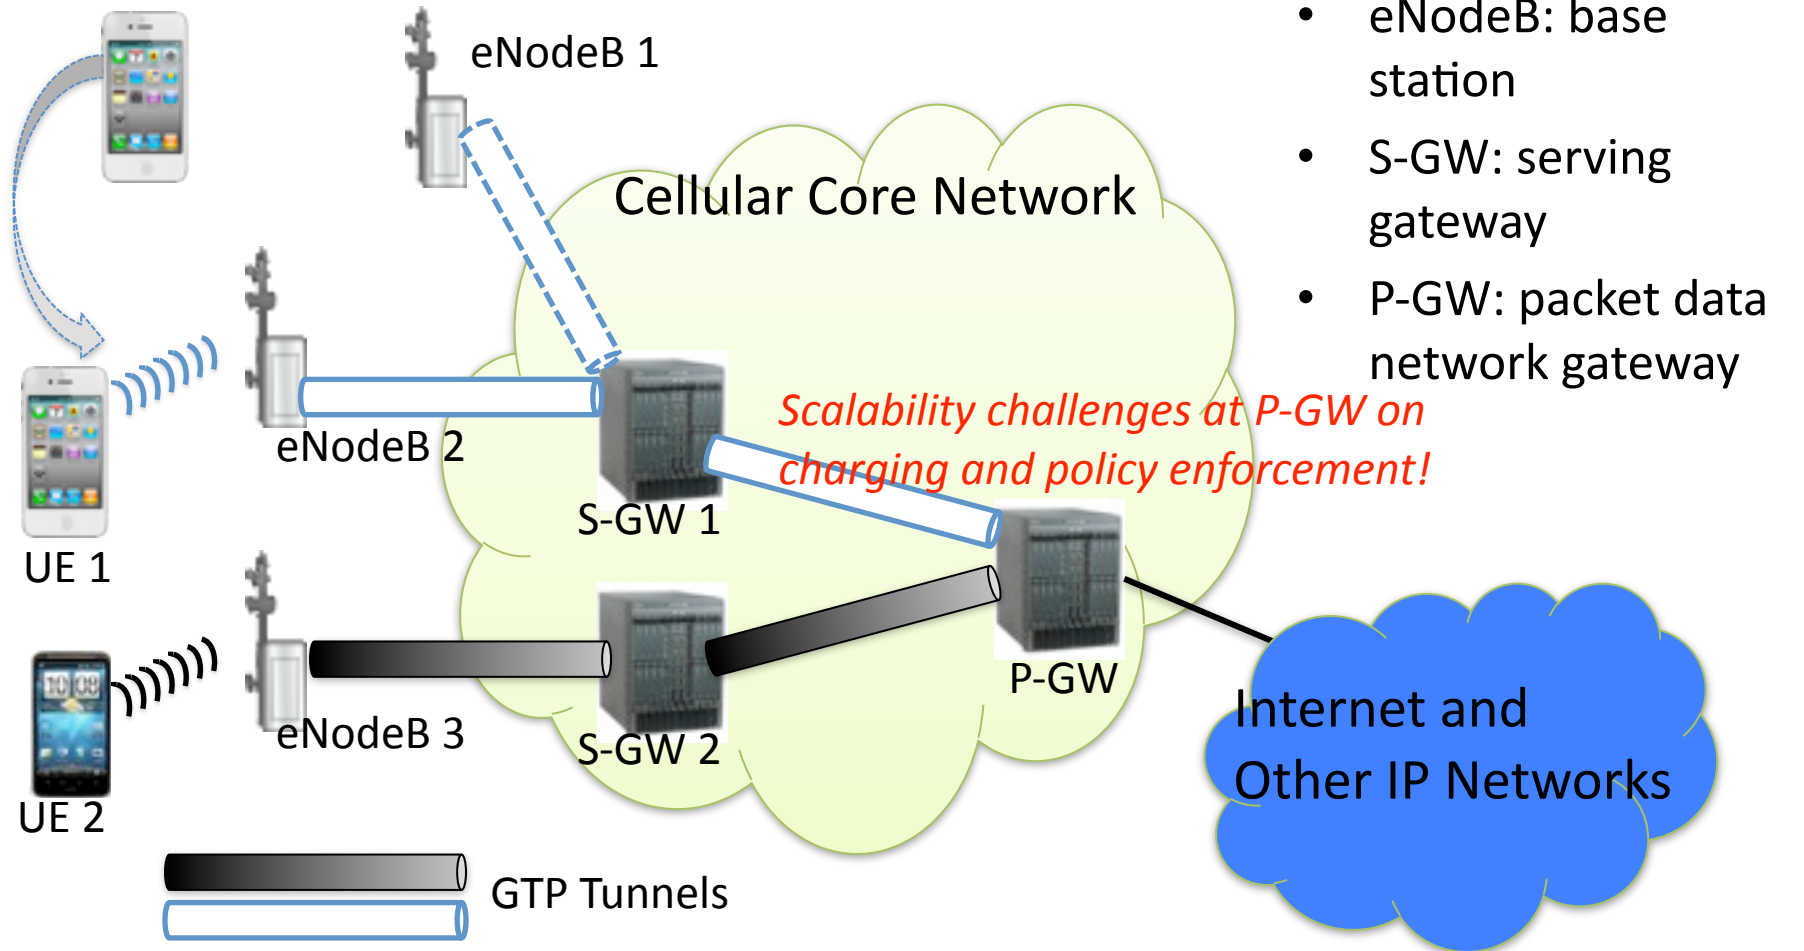 eNodeB 1
• eNodeB: base
station
• S-GW: serving
gateway
• P-GW: packet data
network gateway
Cellular Core Network
Scalability challenges at P-GW on
charging and policy enforcement!
eNodeB 2
S-GW 1
UE 1
P-GW
eNodeB 3
S-GW 2
10 08
UE 2
Internet and
Other IP Networks
GTP Tunnels